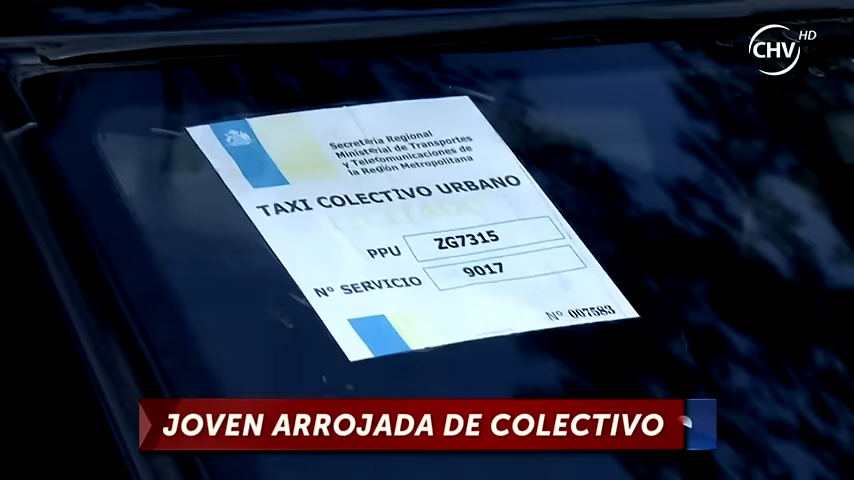 CHV HD
Secretaría Regional
Ministerial de Transportes
y Telecomunicaciones de
la Región Metropolitana
TAXI COLECTIVO URBANO
PPU ZG7315
Nº SERVICIO 9017
Nº 007583
JOVEN ARROJADA DE COLECTIVO